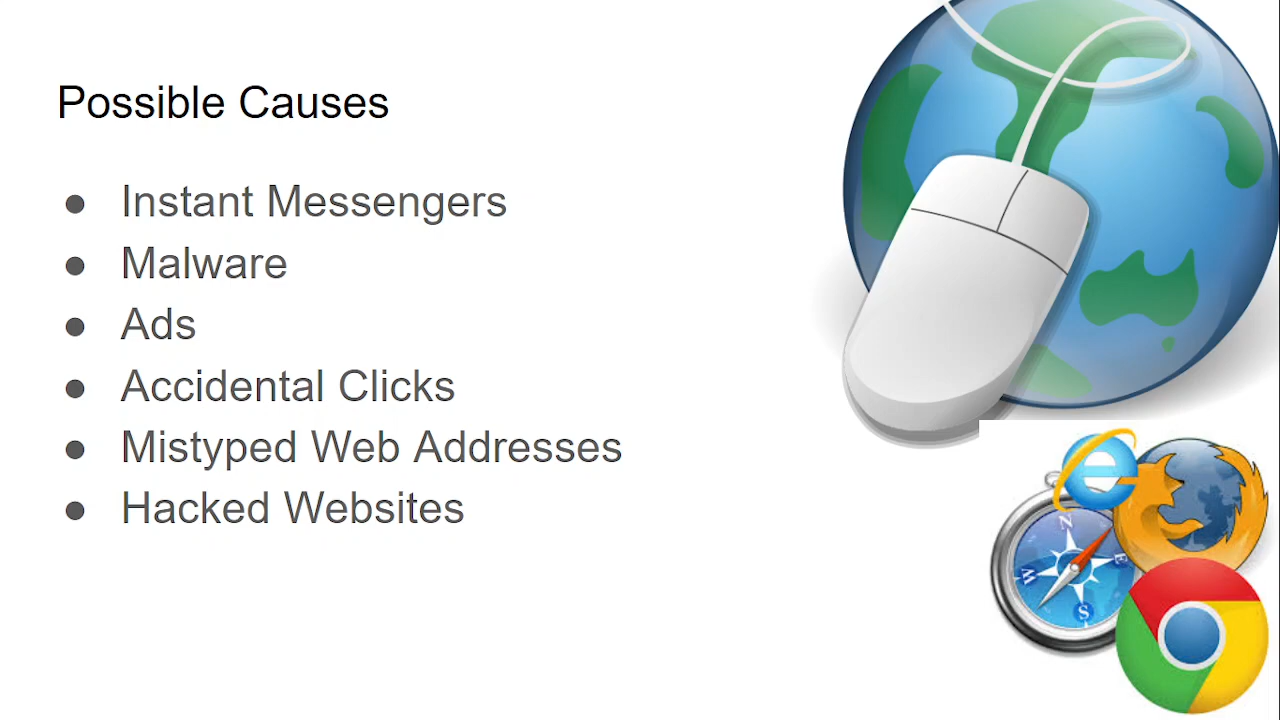 Possible Causes
● Instant Messengers
● Malware
● Ads
● Accidental Clicks
● Mistyped Web Addresses
● Hacked Websites
N
W
E
S